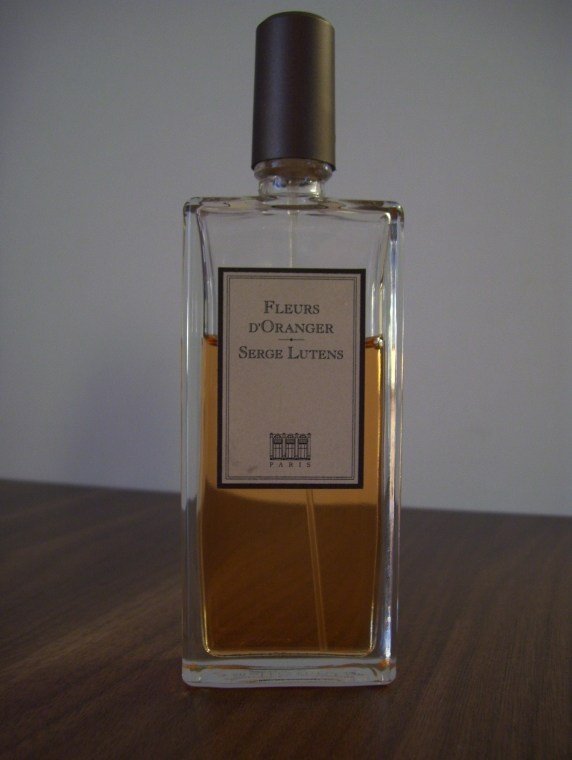 FLEURS
D'ORANGER
SERGE LUTENS
PARIS